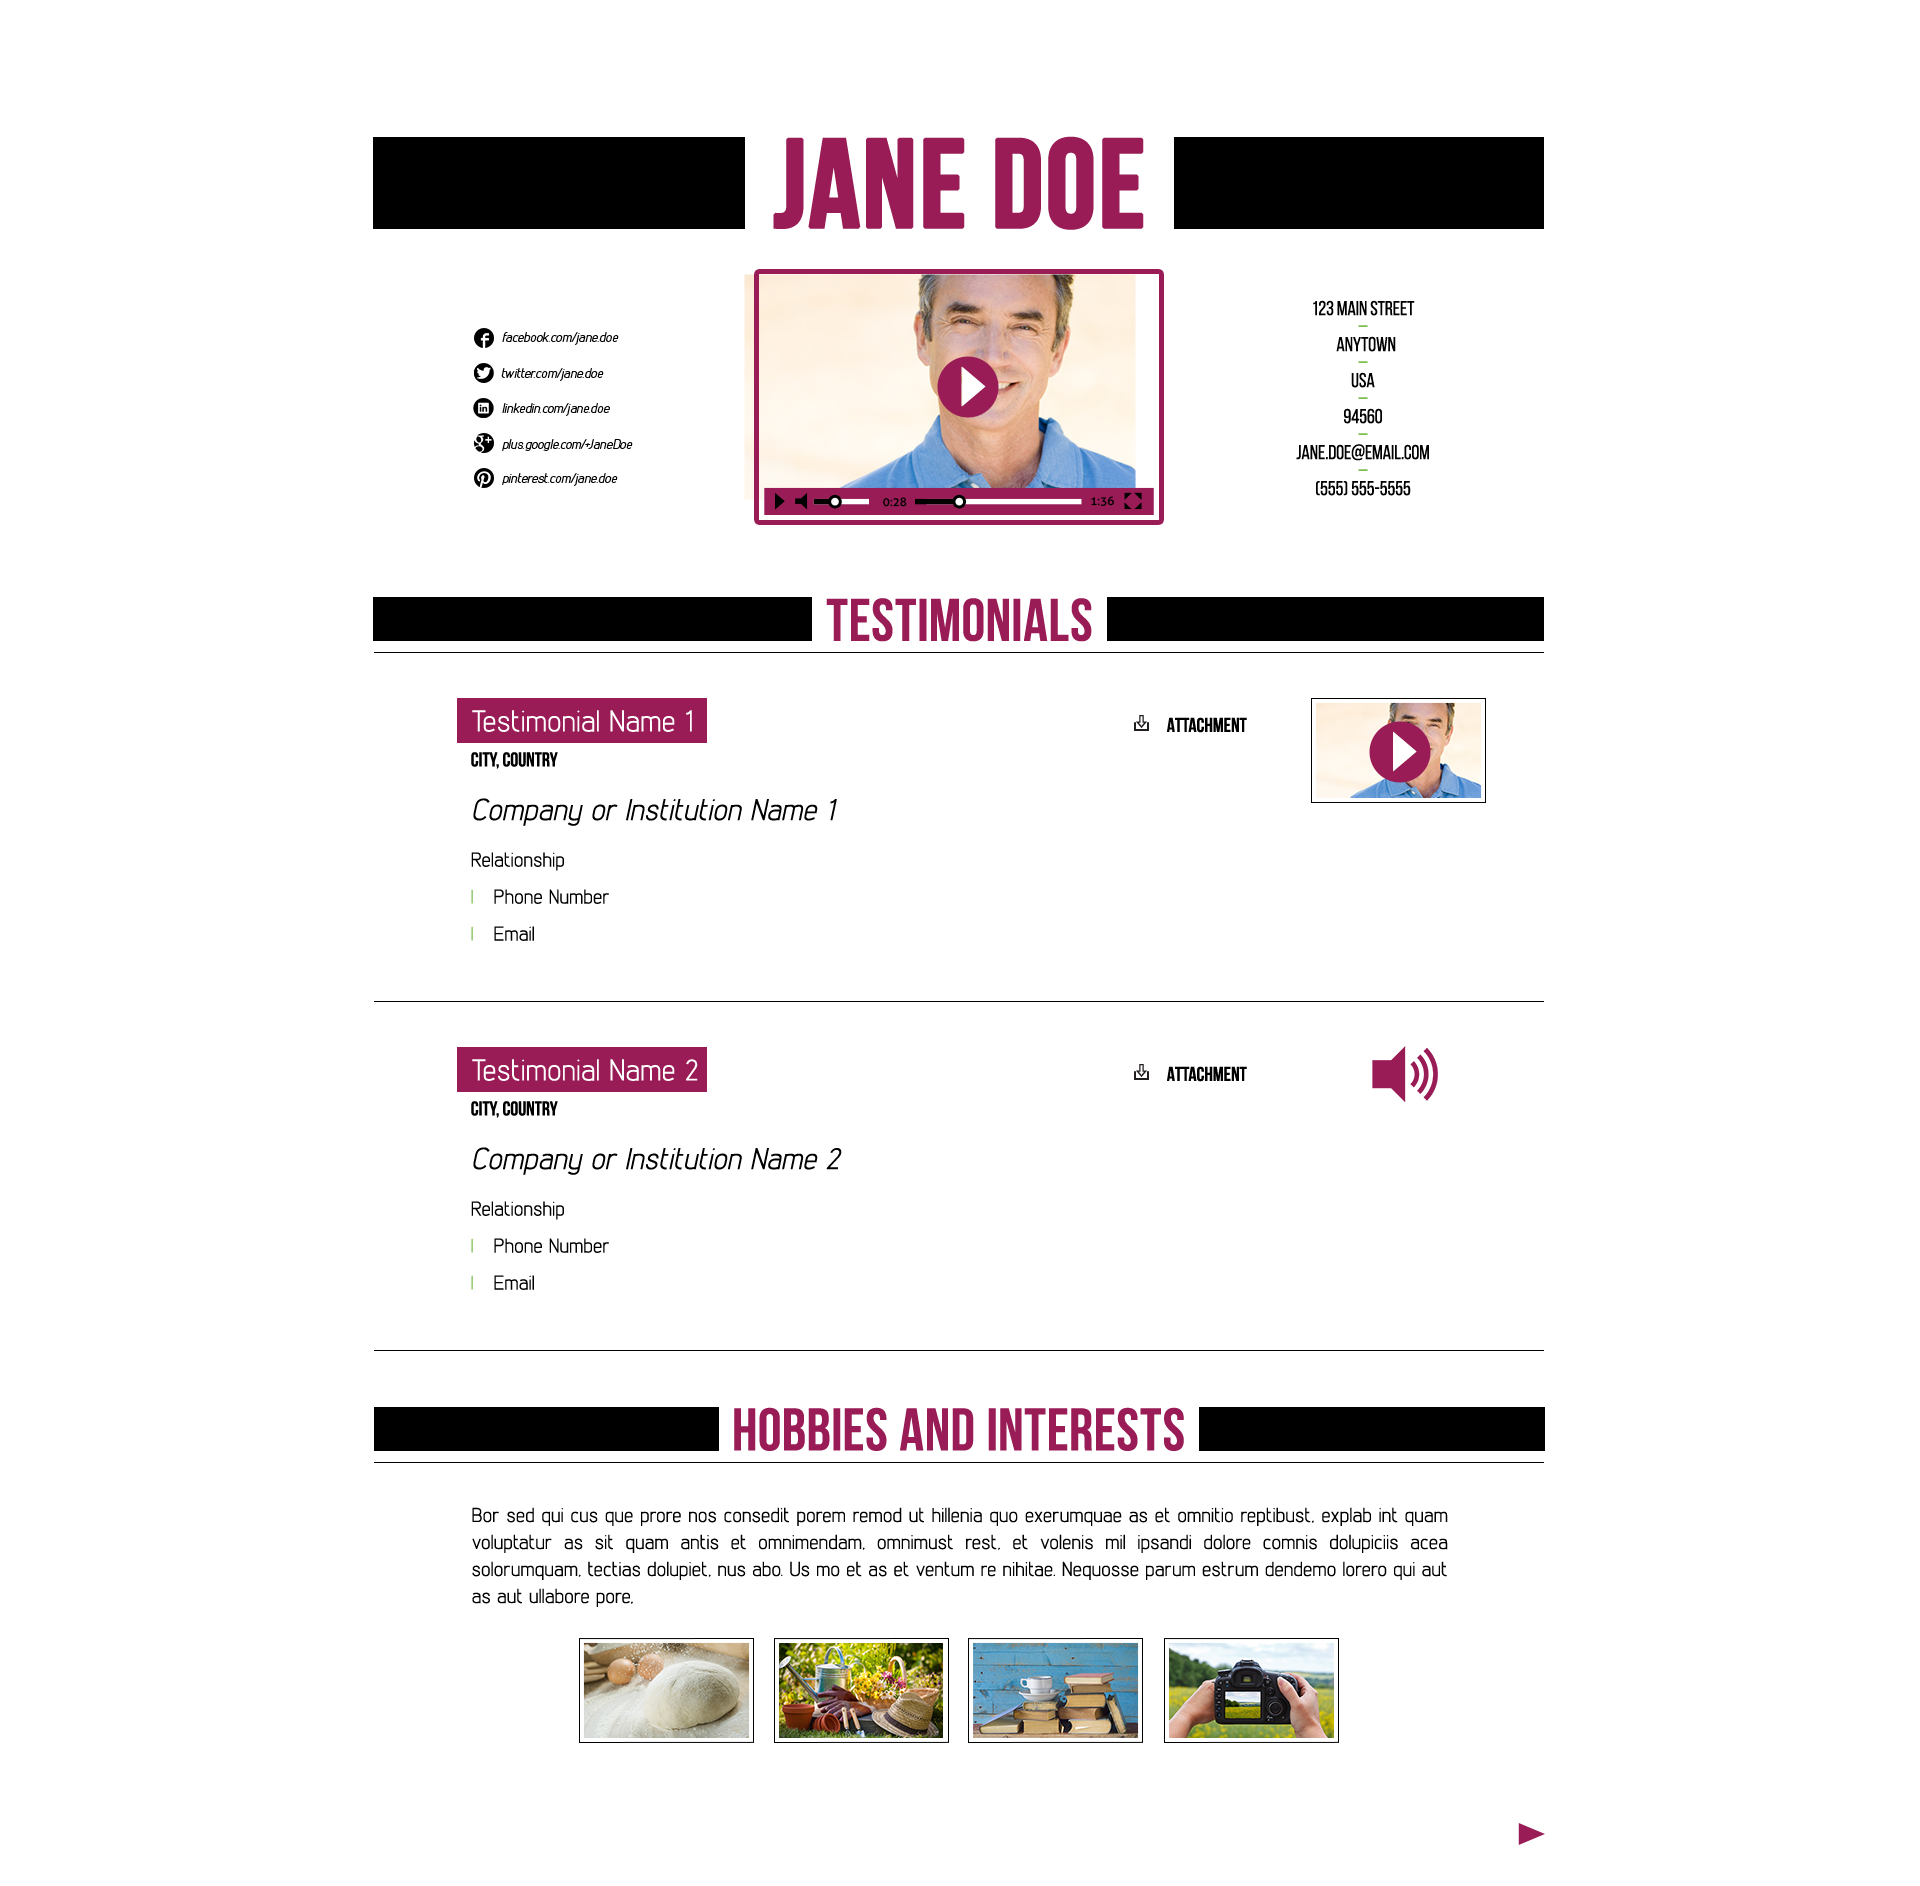 JANE DOE
facebook.com/jane.doe
twitter.com/jane.doe
linkedin.com/jane.doe
plus.google.com/+JaneDoe
pinterest.com/jane.doe
0:28
1:36
123 MAIN STREET
ANYTOWN
USA
94560
JANE.DOE@EMAIL.COM
(555) 555-5555
TESTIMONIALS
Testimonial Name 1
ATTACHMENT
CITY, COUNTRY
Company or Institution Name 1
Relationship
Phone Number
Email
Testimonial Name 2
ATTACHMENT
CITY, COUNTRY
Company or Institution Name 2
Relationship
Phone Number
Email
HOBBIES AND INTERESTS
Bor sed qui cus que prore nos consedit porem remod ut hillenia quo exerumquae as et omnitio reptibust, explab int quam
voluptatur as sit quam antis et omnimendam, omnimust rest, et volenis mil ipsandi dolore comnis dolupiciis acea
solorumquam, tectias dolupiet, nus abo. Us mo et as et ventum re nihitae. Nequosse parum estrum dendemo lorero qui aut
as aut ullabore pore,